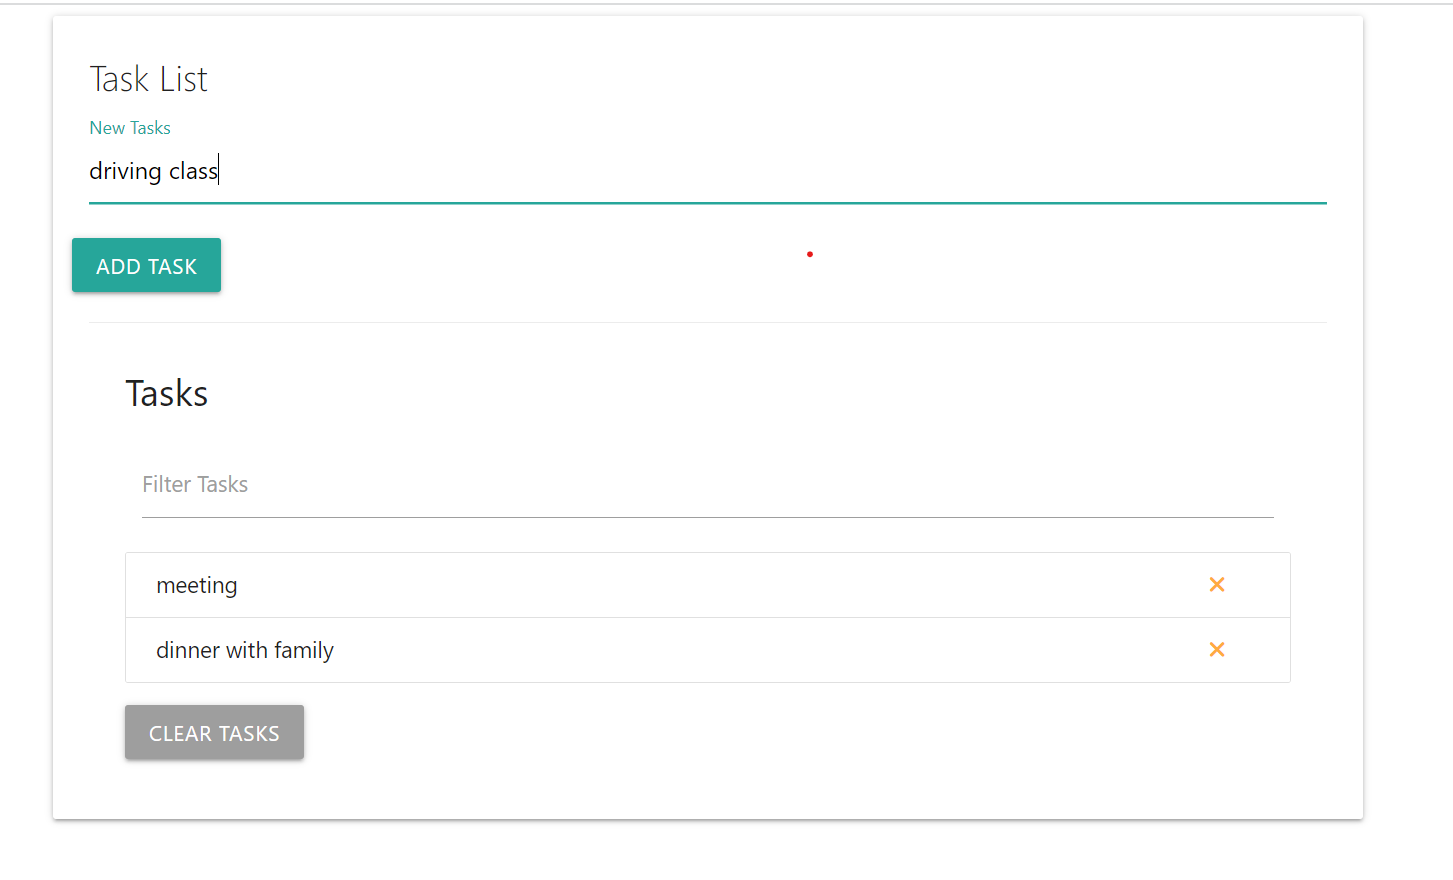 Task List
New Tasks
driving class
ADD TASK
Tasks
Filter Tasks
meeting
dinner with family
CLEAR TASKS